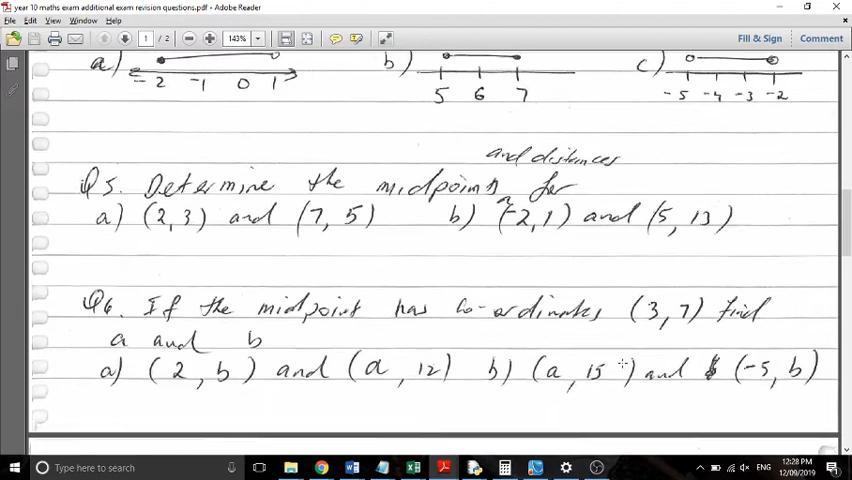 year 10 maths exam additional exam revision questions.pdf - Adobe Reader
File Edit View Window Help
1 / 2 143% Fill & Sign Comment
a) b) c)
-2 -1 0 1 5 6 7 -5 -4 -3 -2
and distances
Q5. Determine the midpoints ^ for
a) (2,3) and (7, 5) b) (-2,1) and (5, 13)
Q6. If the midpoint has co-ordinates (3,7) find
a and b
a) (2, b) and (a, 12) b) (a, 15) and (-5, b)
Type here to search
ENG
12:28 PM
12/09/2019